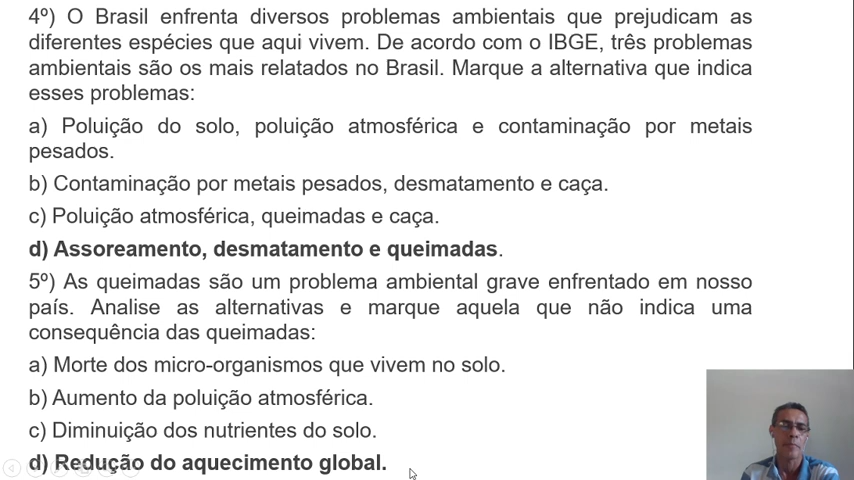 4º) O Brasil enfrenta diversos problemas ambientais que prejudicam as
diferentes espécies que aqui vivem. De acordo com o IBGE, três problemas
ambientais são os mais relatados no Brasil. Marque a alternativa que indica
esses problemas:
a) Poluição do solo, poluição atmosférica e contaminação por metais
pesados.
b) Contaminação por metais pesados, desmatamento e caça.
c) Poluição atmosférica, queimadas e caça.
d) Assoreamento, desmatamento e queimadas.
5º) As queimadas são um problema ambiental grave enfrentado em nosso
país. Analise as alternativas e marque aquela que não indica uma
consequência das queimadas:
a) Morte dos micro-organismos que vivem no solo.
b) Aumento da poluição atmosférica.
c) Diminuição dos nutrientes do solo.
d) Redução do aquecimento global.